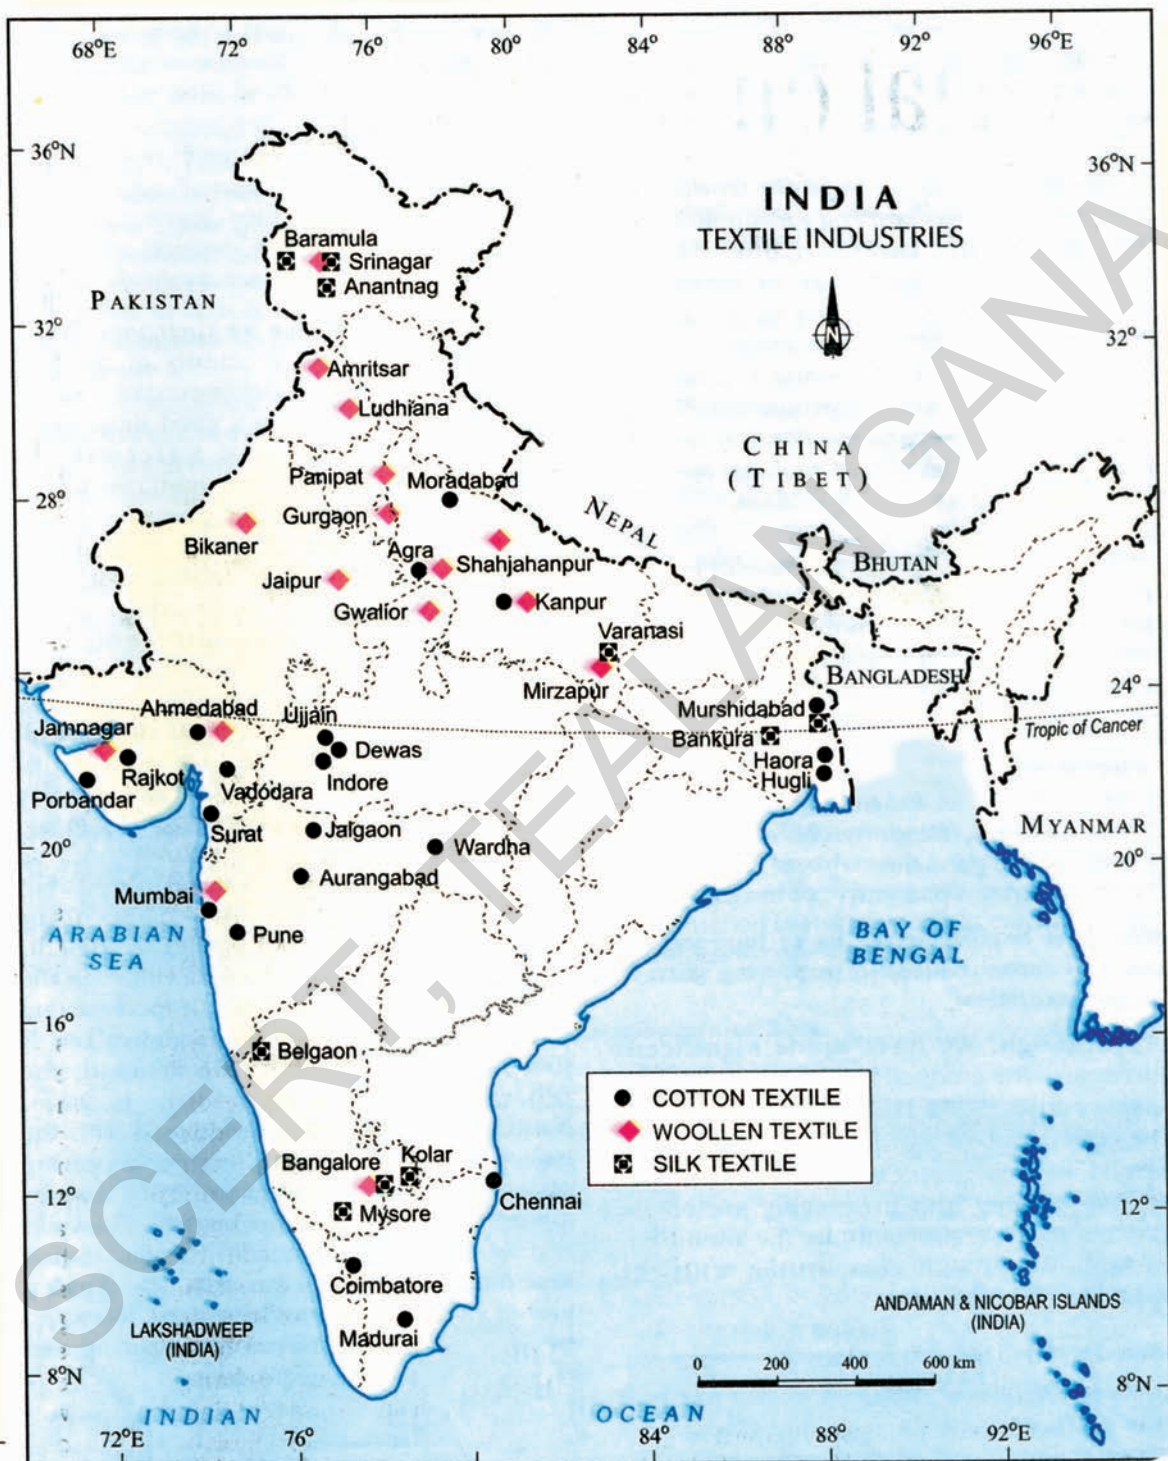 68°E 72° 76° 80° 84° 88° 92° 96°E
36°N
36°N
INDIA
TEXTILE INDUSTRIES
Baramula
Srinagar
Anantnag
PAKISTAN
N
32°
32°
Amritsar
Ludhiana
CHINA
(TIBET)
Panipat
Moradabad
28°
28°
Gurgaon
NEPAL
Bikaner
Agra
Shahjahanpur
BHUTAN
Jaipur
Gwalior
Kanpur
Varanasi
Mirzapur
BANGLADESH
24°
24°
Ahmedabad
Murshidabad
Jamnagar
Ujjain
Tropic of Cancer
Bankura
Dewas
Haora
Rajkot
Indore
Hugli
Porbandar
Vadodara
Surat
Jalgaon
MYANMAR
20°
20°
Wardha
Aurangabad
Mumbai
Pune
ARABIAN
SEA
BAY OF
BENGAL
16°
Belgaon
COTTON TEXTILE
WOOLLEN TEXTILE
SILK TEXTILE
Bangalore
Kolar
12°
12°
Chennai
Mysore
Coimbatore
Madurai
LAKSHADWEEP
(INDIA)
ANDAMAN & NICOBAR ISLANDS
(INDIA)
0 200 400 600 km
8°N
8°N
INDIAN OCEAN
72°E 76° 84° 88° 92°E
SCERT, TEALANGANA